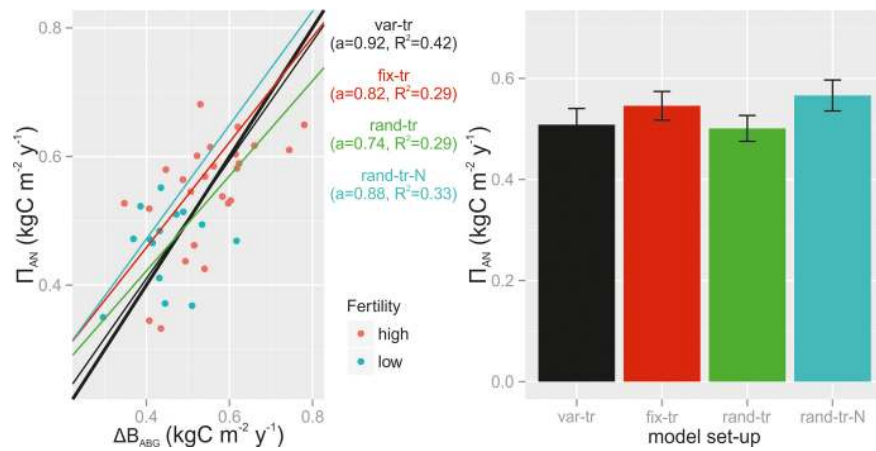 0.8
0.6
0.4
Π_AN (kgC m⁻² y⁻¹)
0.4
0.6
0.8
ΔB_ABG (kgC m⁻² y⁻¹)
var-tr
(a=0.92, R²=0.42)
fix-tr
(a=0.82, R²=0.29)
rand-tr
(a=0.74, R²=0.29)
rand-tr-N
(a=0.88, R²=0.33)
Fertility
high
low
Π_AN (kgC m⁻² y⁻¹)
0.6
0.4
0.2
0.0
var-tr
fix-tr
rand-tr
rand-tr-N
model set-up